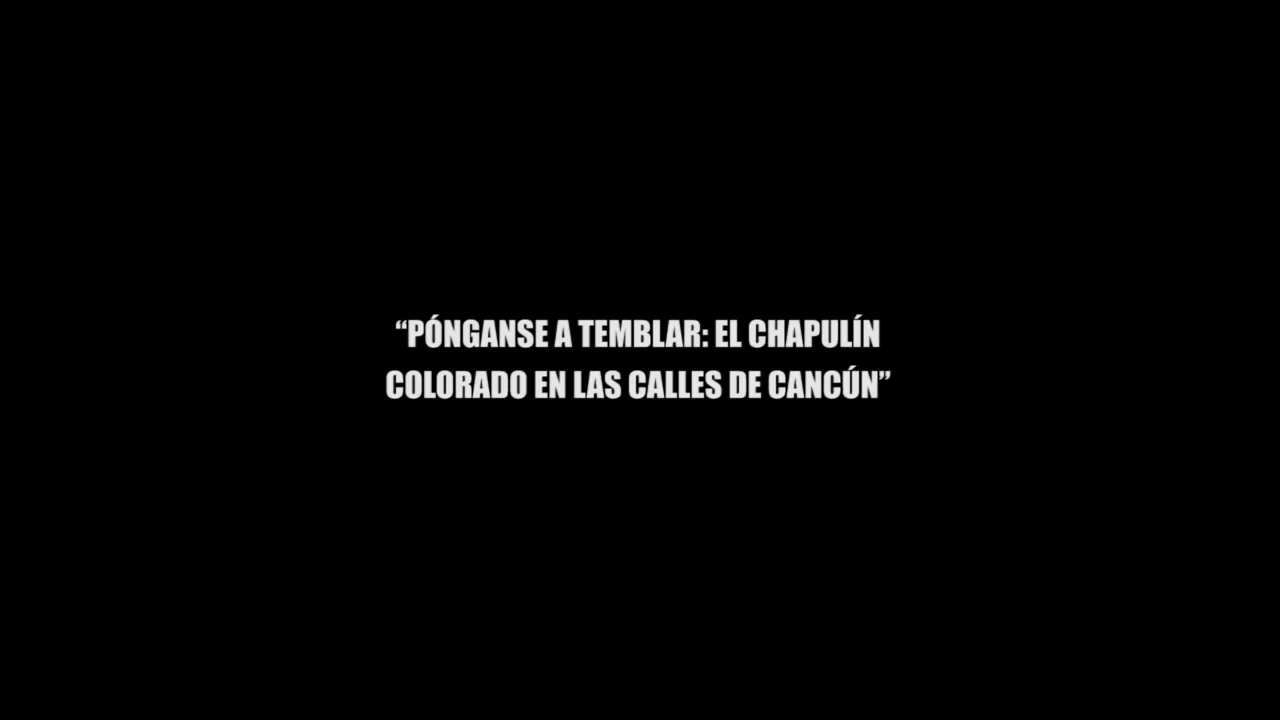 “PÓNGANSE A TEMBLAR: EL CHAPULÍN
COLORADO EN LAS CALLES DE CANCÚN”